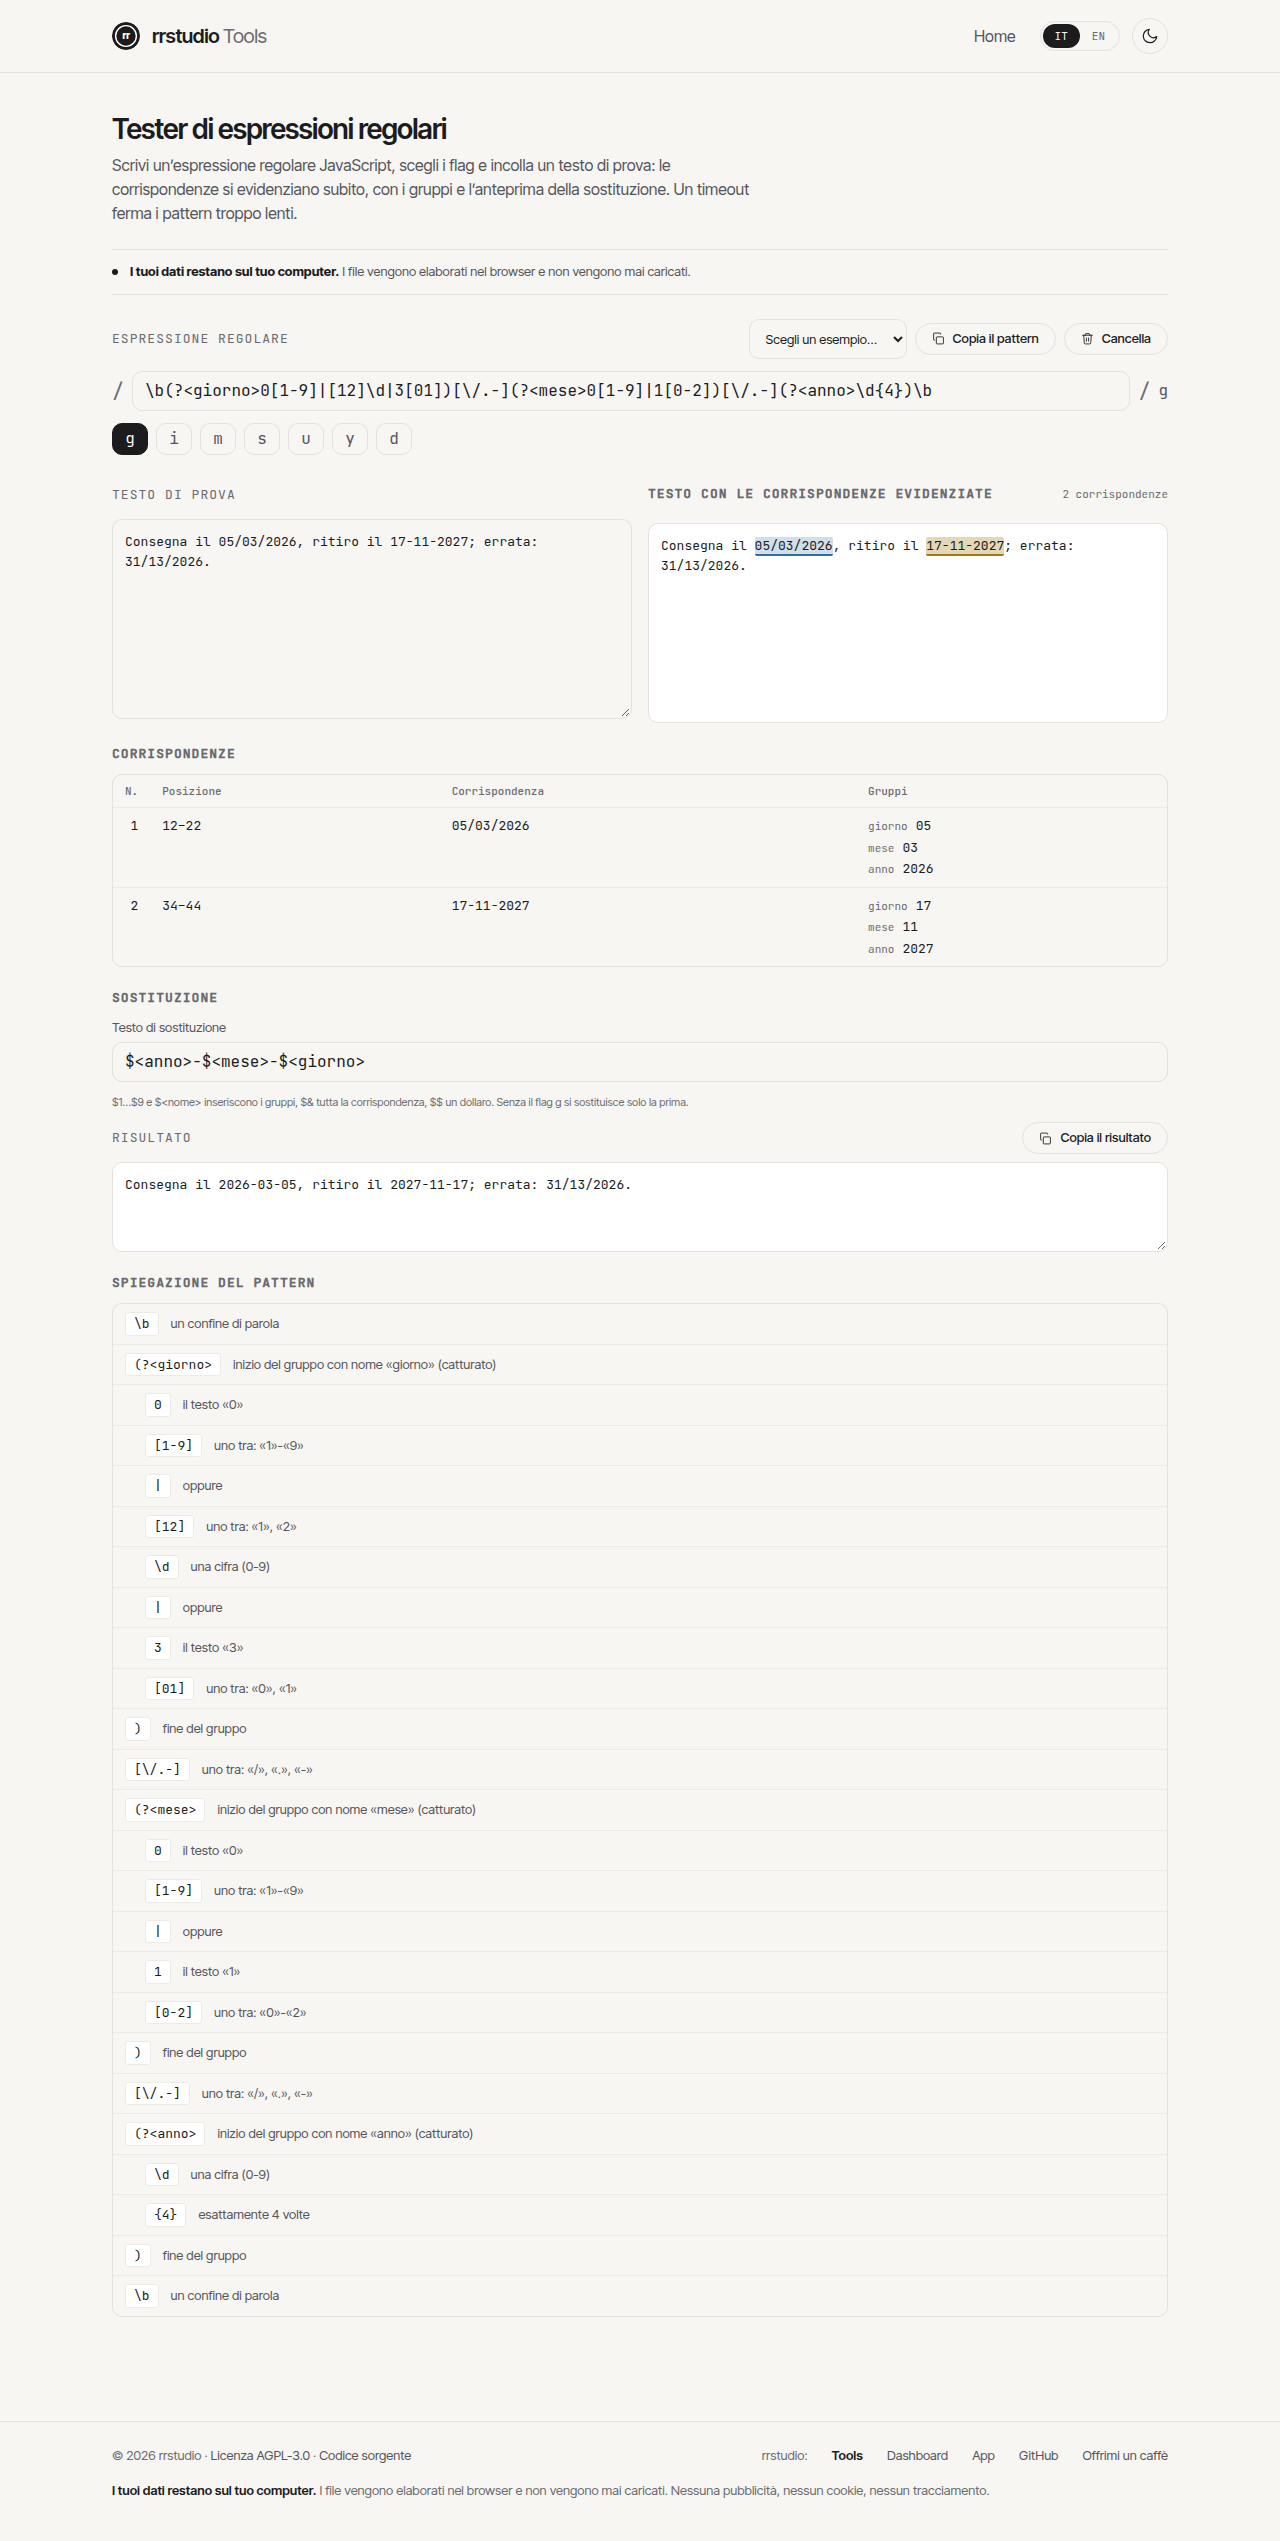 rr rrstudio Tools
Home
IT EN
Tester di espressioni regolari
Scrivi un'espressione regolare JavaScript, scegli i flag e incolla un testo di prova: le
corrispondenze si evidenziano subito, con i gruppi e l'anteprima della sostituzione. Un timeout
ferma i pattern troppo lenti.
I tuoi dati restano sul tuo computer. I file vengono elaborati nel browser e non vengono mai caricati.
ESPRESSIONE REGOLARE
Scegli un esempio...
Copia il pattern
Cancella
/ \b(?<giorno>0[1-9]|[12]\d|3[01])[\/.-](?<mese>0[1-9]|1[0-2])[\/.-](?<anno>\d{4})\b / g
g i m s u y d
TESTO DI PROVA
Consegna il 05/03/2026, ritiro il 17-11-2027; errata:
31/13/2026.
TESTO CON LE CORRISPONDENZE EVIDENZIATE
2 corrispondenze
Consegna il 05/03/2026, ritiro il 17-11-2027; errata:
31/13/2026.
CORRISPONDENZE
N. Posizione Corrispondenza Gruppi
1 12–22 05/03/2026 giorno 05
mese 03
anno 2026
2 34–44 17-11-2027 giorno 17
mese 11
anno 2027
SOSTITUZIONE
Testo di sostituzione
$<anno>-$<mese>-$<giorno>
$1…$9 e $<nome> inseriscono i gruppi, $& tutta la corrispondenza, $$ un dollaro. Senza il flag g si sostituisce solo la prima.
RISULTATO
Copia il risultato
Consegna il 2026-03-05, ritiro il 2027-11-17; errata: 31/13/2026.
SPIEGAZIONE DEL PATTERN
\b un confine di parola
(?<giorno> inizio del gruppo con nome «giorno» (catturato)
0 il testo «0»
[1-9] uno tra: «1»-«9»
| oppure
[12] uno tra: «1», «2»
\d una cifra (0-9)
| oppure
3 il testo «3»
[01] uno tra: «0», «1»
) fine del gruppo
[\/.-] uno tra: «/», «.», «-»
(?<mese> inizio del gruppo con nome «mese» (catturato)
0 il testo «0»
[1-9] uno tra: «1»-«9»
| oppure
1 il testo «1»
[0-2] uno tra: «0»-«2»
) fine del gruppo
[\/.-] uno tra: «/», «.», «-»
(?<anno> inizio del gruppo con nome «anno» (catturato)
\d una cifra (0-9)
{4} esattamente 4 volte
) fine del gruppo
\b un confine di parola
© 2026 rrstudio · Licenza AGPL-3.0 · Codice sorgente
rrstudio: Tools Dashboard App GitHub Offrimi un caffè
I tuoi dati restano sul tuo computer. I file vengono elaborati nel browser e non vengono mai caricati. Nessuna pubblicità, nessun cookie, nessun tracciamento.